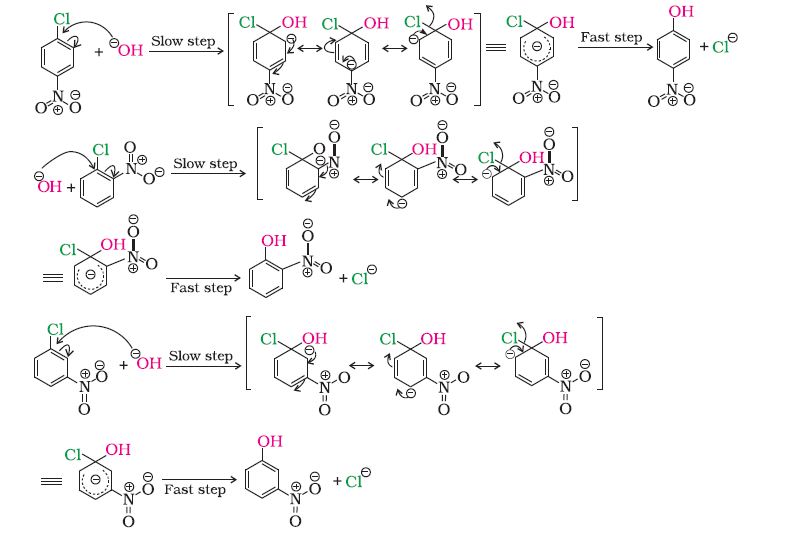 Cl + ⊖OH Slow step Cl OH ⊖ ↔ Cl OH ⊖ ↔ Cl OH ⊖ ≡ Cl OH ⊖ Fast step OH + Cl⊖
N ⊕ O O ⊖ N ⊕ O O ⊖ N ⊕ O O ⊖ N ⊕ O O ⊖ N ⊕ O O ⊖ N ⊕ O O ⊖
⊖OH + Cl O N ⊕ O ⊖ Slow step Cl O ⊖ N ⊕ O ⊖ O ↔ Cl OH N ⊕ O ⊖ O ⊖ ↔ Cl OH ⊖ N ⊕ O ⊖ O
≡ Cl OH ⊖ N ⊕ O ⊖ O Fast step OH N ⊕ O ⊖ O + Cl⊖
Cl + ⊖OH Slow step Cl OH ⊖ ↔ Cl OH ⊖ ↔ Cl OH ⊖
N ⊕ O ⊖ O N ⊕ O O N ⊕ O O N ⊕ O ⊖ O
≡ Cl OH ⊖ N ⊕ O ⊖ O Fast step OH N ⊕ O ⊖ O + Cl⊖